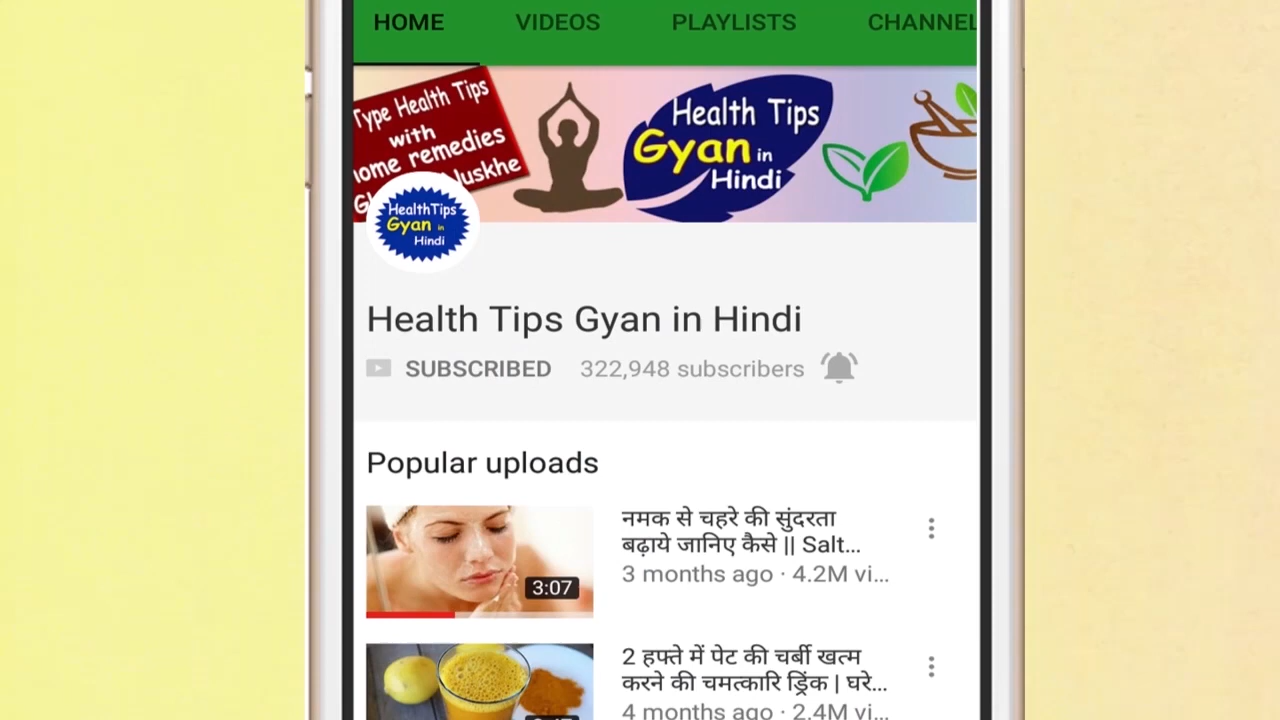 HOME VIDEOS PLAYLISTS CHANNEL
Type Health Tips
with
home remedies
Nuskhe
Health Tips
Gyan in
Hindi
HealthTips
Gyan in
Hindi
Health Tips Gyan in Hindi
SUBSCRIBED 322,948 subscribers
Popular uploads
नमक से चहरे की सुंदरता
बढ़ाये जानिए कैसे || Salt...
3 months ago · 4.2M vi...
3:07
2 हफ्ते में पेट की चर्बी खत्म
करने की चमत्कारि ड्रिंक | घरे...
4 months ago · 2.4M vi...